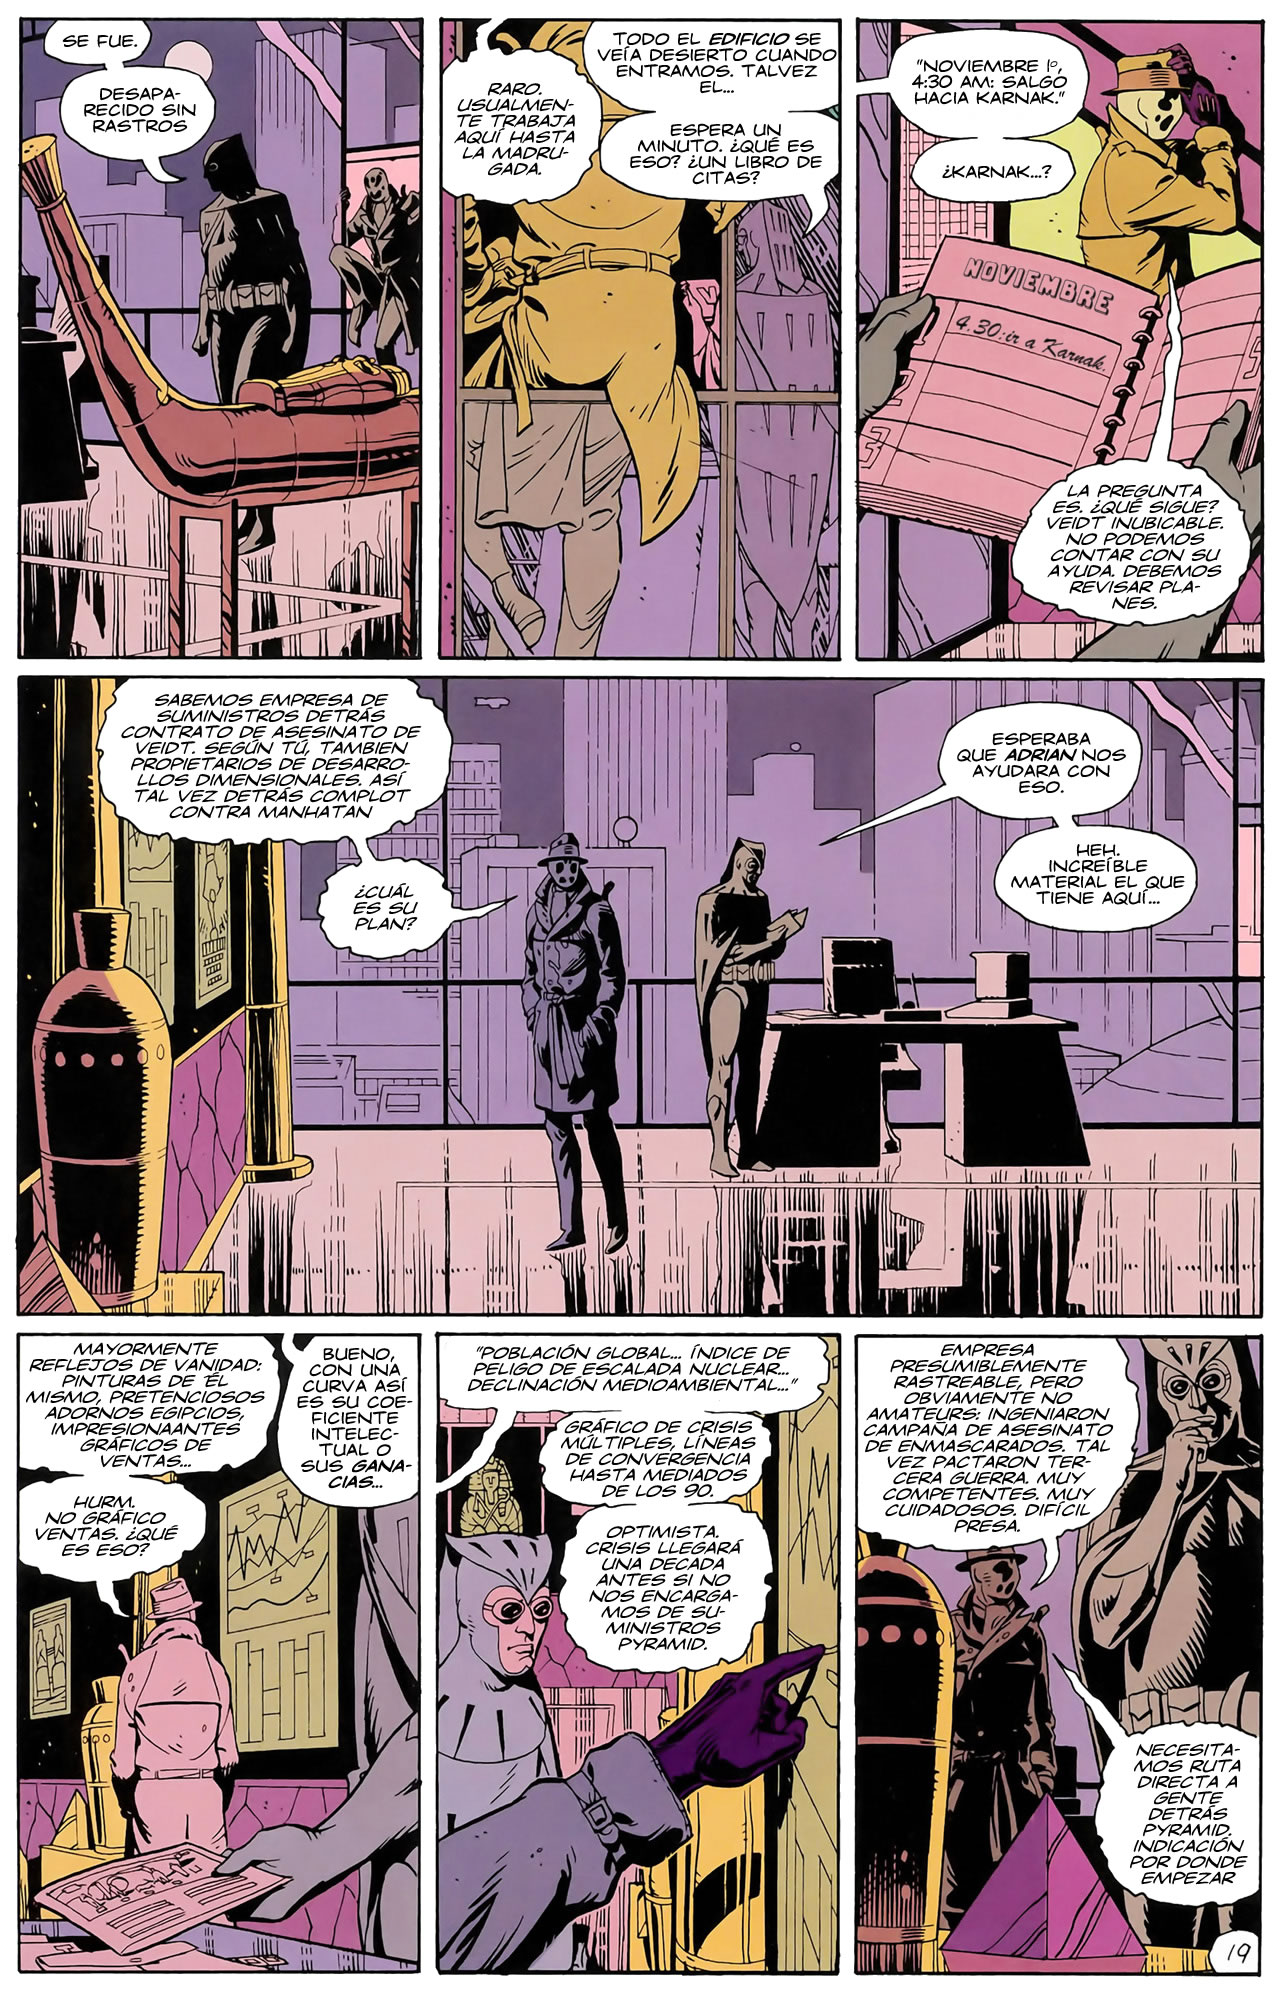 SE FUE.
DESAPA-
RECIDO SIN
RASTROS
RARO.
USUALMEN-
TE TRABAJA
AQUÍ HASTA
LA MADRU-
GADA.
TODO EL EDIFICIO SE
VEÍA DESIERTO CUANDO
ENTRAMOS. TALVEZ
EL...
ESPERA UN
MINUTO. ¿QUÉ ES
ESO? ¿UN LIBRO DE
CITAS?
"NOVIEMBRE 1º,
4:30 AM: SALGO
HACIA KARNAK."
¿KARNAK...?
NOVIEMBRE
4.30: ir a Karnak.
3
LA PREGUNTA
ES. ¿QUÉ SIGUE?
VEIDT INUBICABLE.
NO PODEMOS
CONTAR CON SU
AYUDA. DEBEMOS
REVISAR PLA-
NES.
SABEMOS EMPRESA DE
SUMINISTROS DETRÁS
CONTRATO DE ASESINATO DE
VEIDT. SEGÚN TÚ, TAMBIEN
PROPIETARIOS DE DESARRO-
LLOS DIMENSIONALES. ASÍ
TAL VEZ DETRÁS COMPLOT
CONTRA MANHATAN
¿CUÁL
ES SU
PLAN?
ESPERABA
QUE ADRIAN NOS
AYUDARA CON
ESO.
HEH.
INCREÍBLE
MATERIAL EL QUE
TIENE AQUÍ...
MAYORMENTE
REFLEJOS DE VANIDAD:
PINTURAS DE ÉL
MISMO, PRETENCIOSOS
ADORNOS EGIPCIOS,
IMPRESIONAANTES
GRÁFICOS DE
VENTAS...
HURM.
NO GRÁFICO
VENTAS. ¿QUÉ
ES ESO?
BUENO,
CON UNA
CURVA ASÍ
ES SU COE-
FICIENTE
INTELEC-
TUAL O
SUS GANA-
CIAS...
"POBLACIÓN GLOBAL... ÍNDICE DE
PELIGO DE ESCALADA NUCLEAR...
DECLINACIÓN MEDIOAMBIENTAL..."
GRÁFICO DE CRISIS
MÚLTIPLES, LÍNEAS
DE CONVERGENCIA
HASTA MEDIADOS
DE LOS 90.
OPTIMISTA.
CRISIS LLEGARÁ
UNA DECADA
ANTES SI NO
NOS ENCARGA-
MOS DE SU-
MINISTROS
PYRAMID.
EMPRESA
PRESUMIBLEMENTE
RASTREABLE, PERO
OBVIAMENTE NO
AMATEURS: INGENIARON
CAMPAÑA DE ASESINATO
DE ENMASCARADOS. TAL
VEZ PACTARON TER-
CERA GUERRA. MUY
COMPETENTES. MUY
CUIDADOSOS. DIFÍCIL
PRESA.
NECESITA-
MOS RUTA
DIRECTA A
GENTE
DETRÁS
PYRAMID.
INDICACIÓN
POR DONDE
EMPEZAR
19